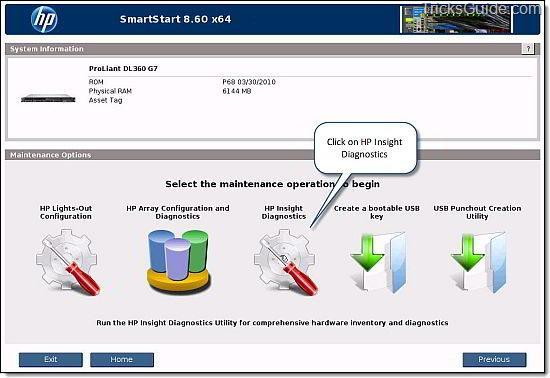 hp
SmartStart 8.60 x64
TricksGuide.com
System Information
?
ProLiant DL360 G7
ROM P68 03/30/2010
Physical RAM 6144 MB
Asset Tag
Click on HP Insight
Diagnostics
Maintenance Options
Select the maintenance operation to begin
HP Lights-Out
Configuration
HP Array Configuration and
Diagnostics
HP Insight
Diagnostics
Create a bootable USB
key
USB Punchout Creation
Utility
Run the HP Insight Diagnostics Utility for comprehensive hardware inventory and diagnostics
Exit
Home
Previous